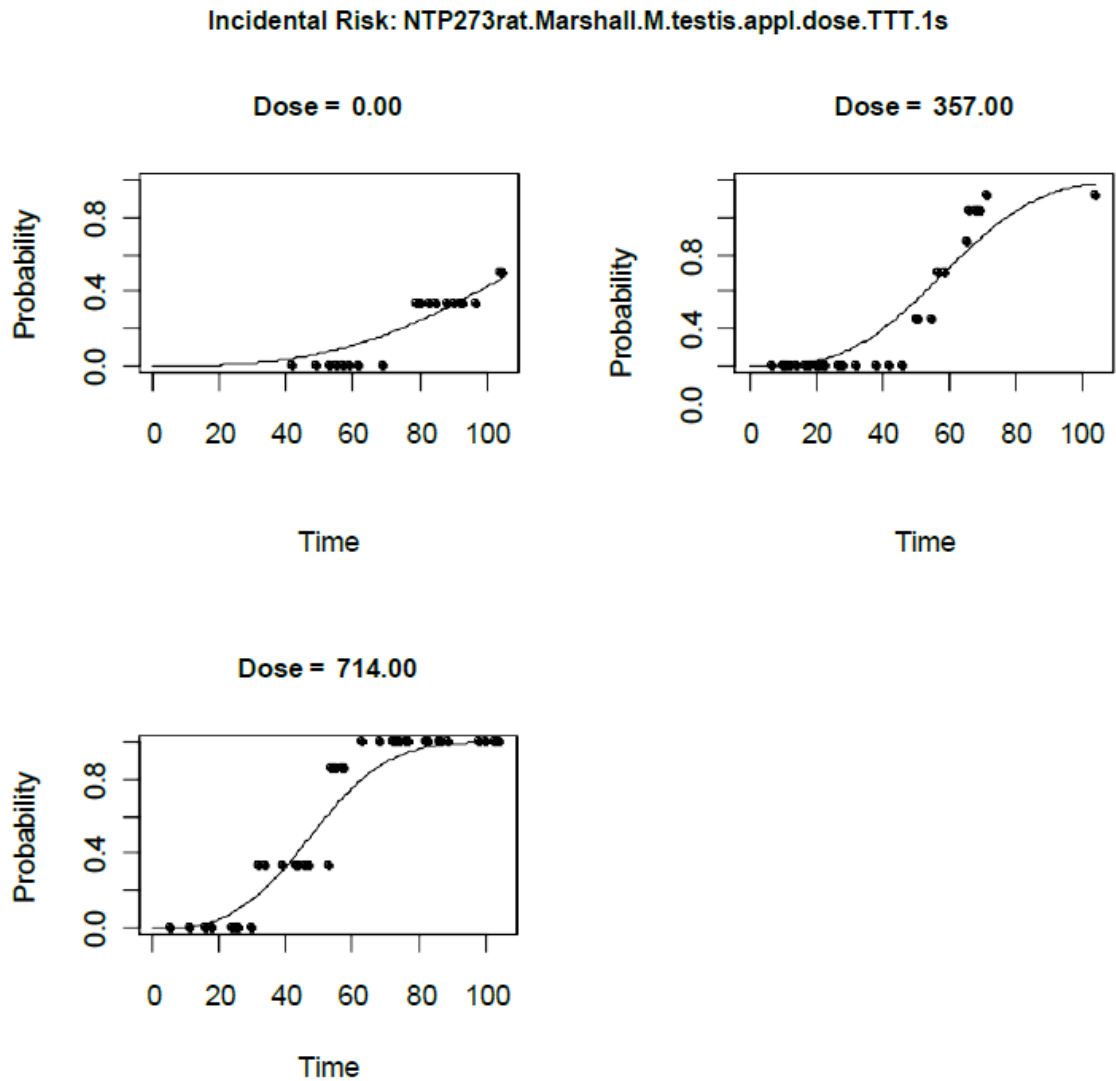 Incidental Risk: NTP273rat.Marshall.M.testis.appl.dose.TTT.1s
Dose = 0.00
Probability
0.0 0.4 0.8
0 20 40 60 80 100
Time
Dose = 357.00
Probability
0.0 0.4 0.8
0 20 40 60 80 100
Time
Dose = 714.00
Probability
0.0 0.4 0.8
0 20 40 60 80 100
Time